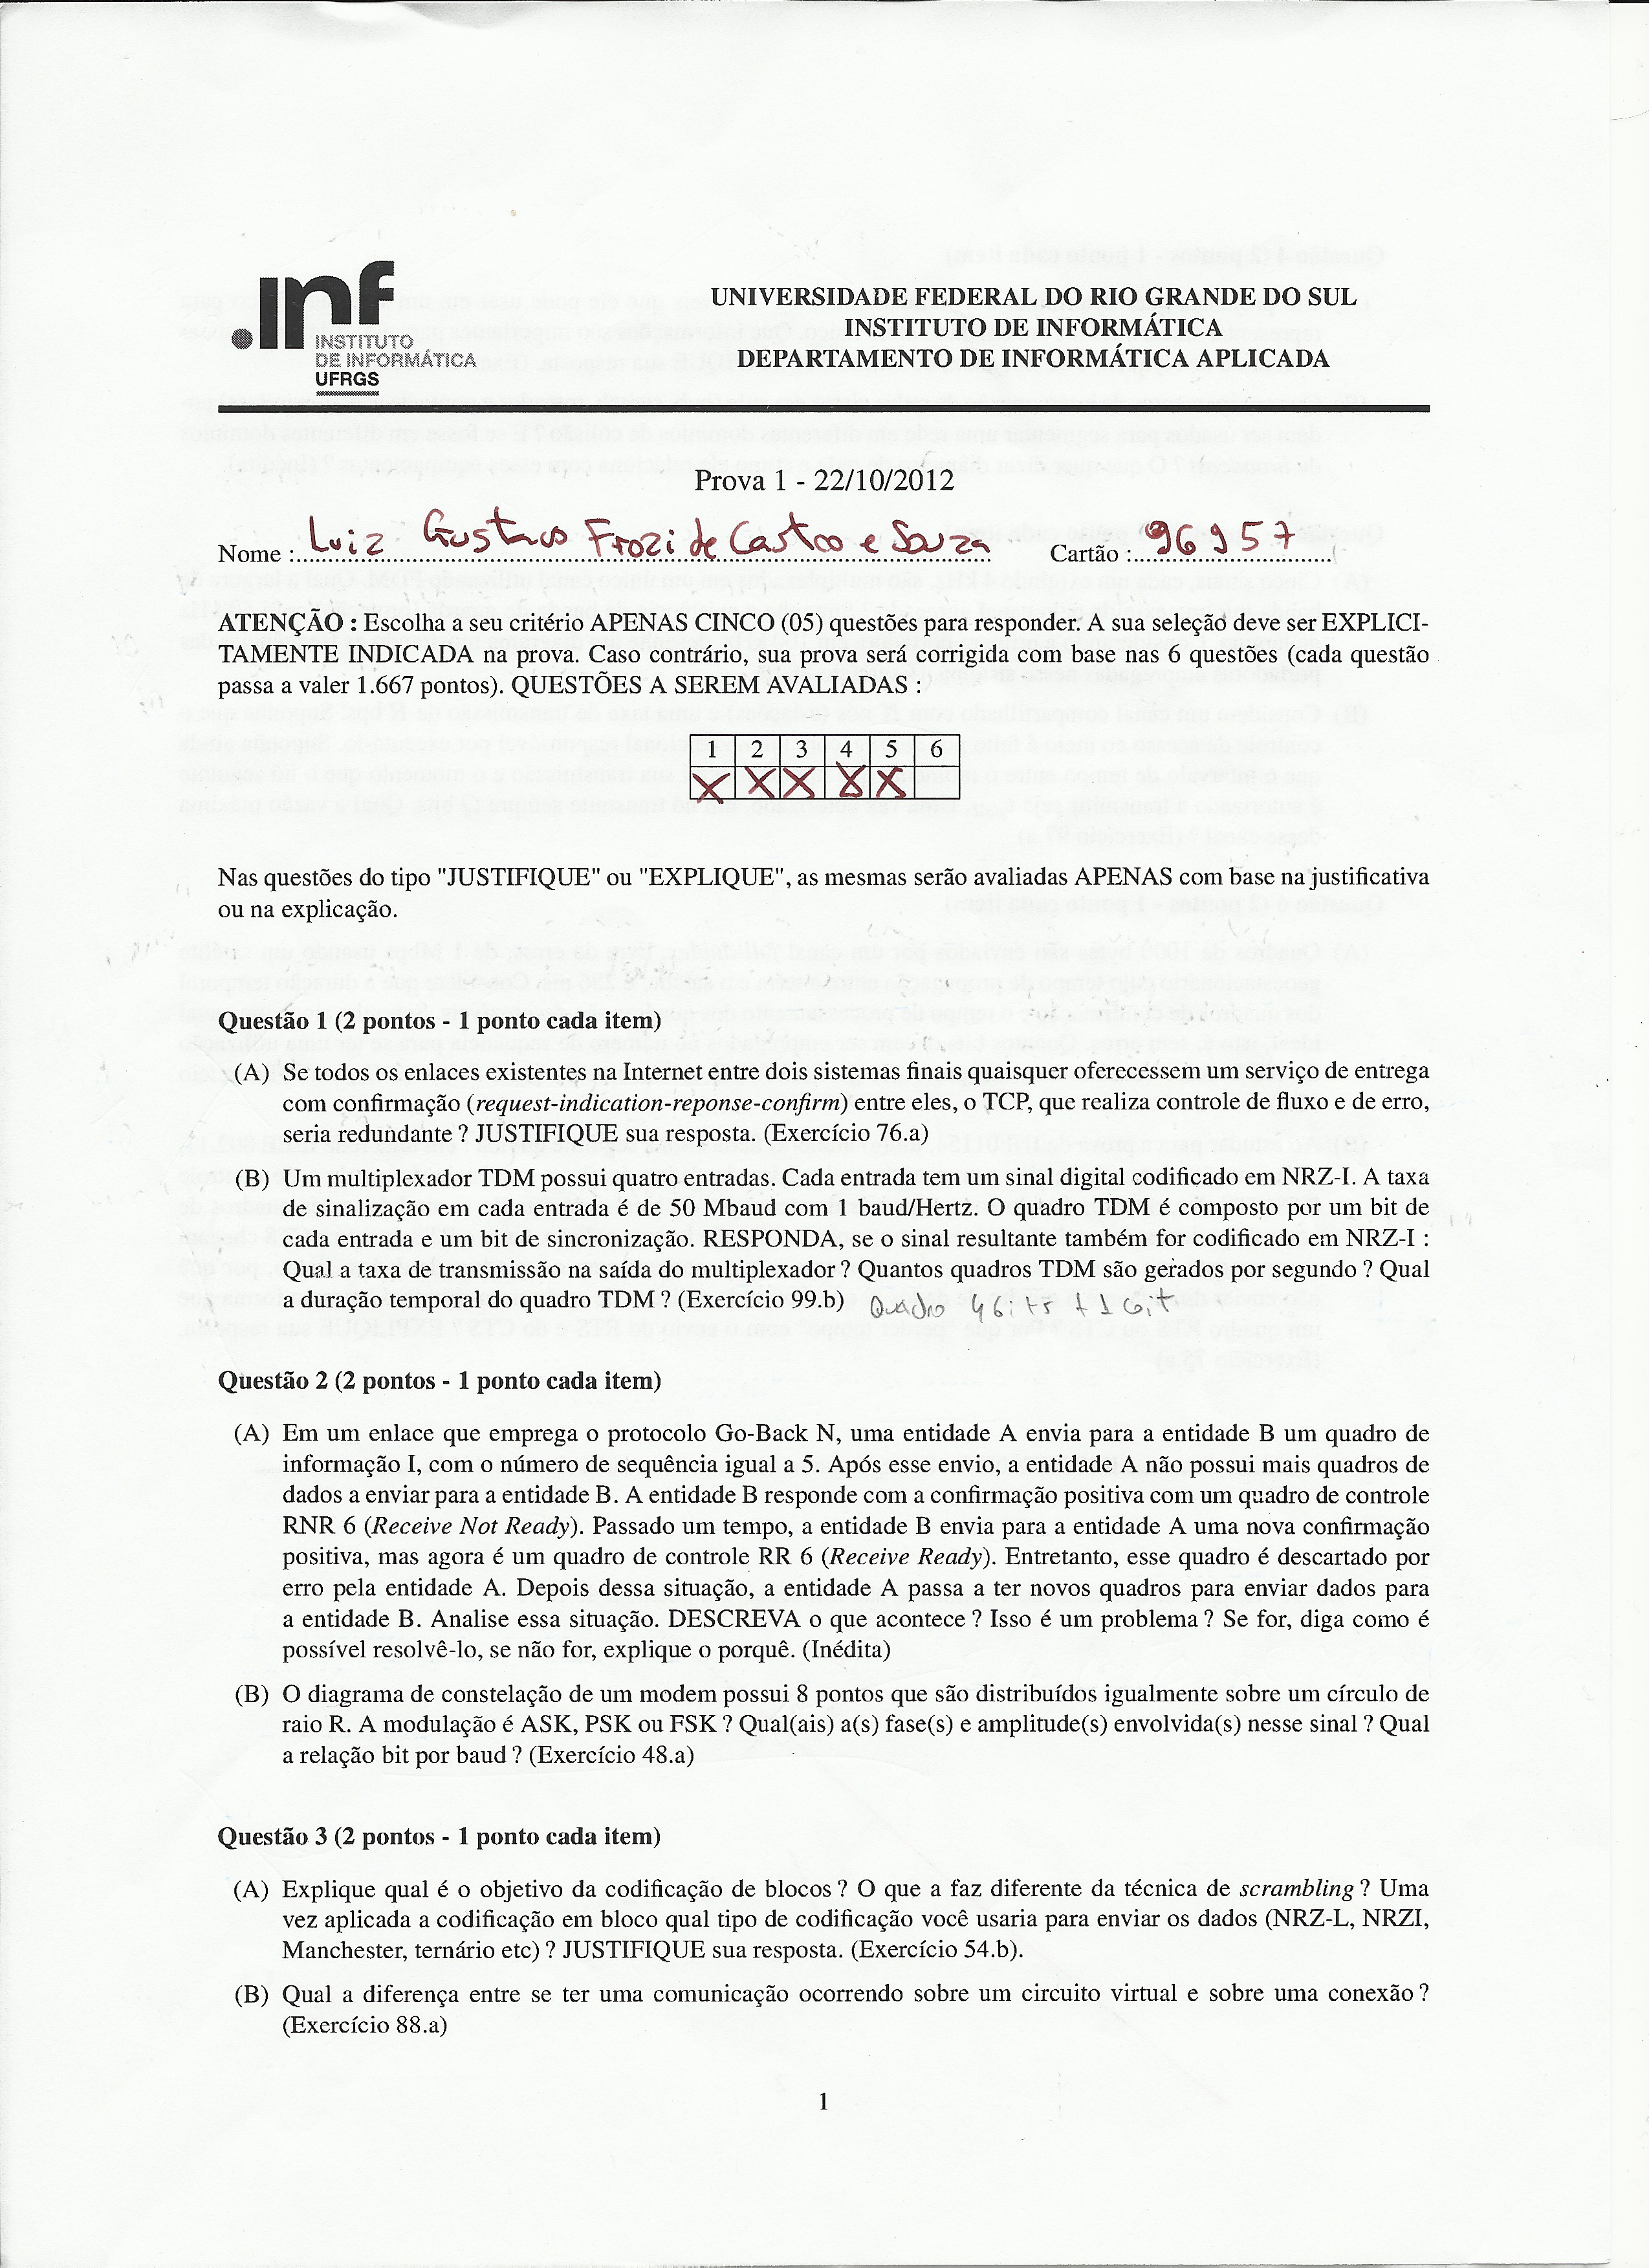 .inf
INSTITUTO
DE INFORMÁTICA
UFRGS
UNIVERSIDADE FEDERAL DO RIO GRANDE DO SUL
INSTITUTO DE INFORMÁTICA
DEPARTAMENTO DE INFORMÁTICA APLICADA
Prova 1 - 22/10/2012
Nome : Luiz Gustavo Frozi de Castro e Souza Cartão : 96957
ATENÇÃO : Escolha a seu critério APENAS CINCO (05) questões para responder. A sua seleção deve ser EXPLICI-
TAMENTE INDICADA na prova. Caso contrário, sua prova será corrigida com base nas 6 questões (cada questão
passa a valer 1.667 pontos). QUESTÕES A SEREM AVALIADAS :
1 2 3 4 5 6
X X X X X
Nas questões do tipo "JUSTIFIQUE" ou "EXPLIQUE", as mesmas serão avaliadas APENAS com base na justificativa
ou na explicação.
Questão 1 (2 pontos - 1 ponto cada item)
(A) Se todos os enlaces existentes na Internet entre dois sistemas finais quaisquer oferecessem um serviço de entrega
com confirmação (request-indication-reponse-confirm) entre eles, o TCP, que realiza controle de fluxo e de erro,
seria redundante ? JUSTIFIQUE sua resposta. (Exercício 76.a)
(B) Um multiplexador TDM possui quatro entradas. Cada entrada tem um sinal digital codificado em NRZ-I. A taxa
de sinalização em cada entrada é de 50 Mbaud com 1 baud/Hertz. O quadro TDM é composto por um bit de
cada entrada e um bit de sincronização. RESPONDA, se o sinal resultante também for codificado em NRZ-I :
Qual a taxa de transmissão na saída do multiplexador ? Quantos quadros TDM são gerados por segundo ? Qual
a duração temporal do quadro TDM ? (Exercício 99.b) Quadro 4 bits + 1 bit
Questão 2 (2 pontos - 1 ponto cada item)
(A) Em um enlace que emprega o protocolo Go-Back N, uma entidade A envia para a entidade B um quadro de
informação I, com o número de sequência igual a 5. Após esse envio, a entidade A não possui mais quadros de
dados a enviar para a entidade B. A entidade B responde com a confirmação positiva com um quadro de controle
RNR 6 (Receive Not Ready). Passado um tempo, a entidade B envia para a entidade A uma nova confirmação
positiva, mas agora é um quadro de controle RR 6 (Receive Ready). Entretanto, esse quadro é descartado por
erro pela entidade A. Depois dessa situação, a entidade A passa a ter novos quadros para enviar dados para
a entidade B. Analise essa situação. DESCREVA o que acontece ? Isso é um problema ? Se for, diga como é
possível resolvê-lo, se não for, explique o porquê. (Inédita)
(B) O diagrama de constelação de um modem possui 8 pontos que são distribuídos igualmente sobre um círculo de
raio R. A modulação é ASK, PSK ou FSK ? Qual(ais) a(s) fase(s) e amplitude(s) envolvida(s) nesse sinal ? Qual
a relação bit por baud ? (Exercício 48.a)
Questão 3 (2 pontos - 1 ponto cada item)
(A) Explique qual é o objetivo da codificação de blocos ? O que a faz diferente da técnica de scrambling ? Uma
vez aplicada a codificação em bloco qual tipo de codificação você usaria para enviar os dados (NRZ-L, NRZI,
Manchester, ternário etc) ? JUSTIFIQUE sua resposta. (Exercício 54.b).
(B) Qual a diferença entre se ter uma comunicação ocorrendo sobre um circuito virtual e sobre uma conexão ?
(Exercício 88.a)
1